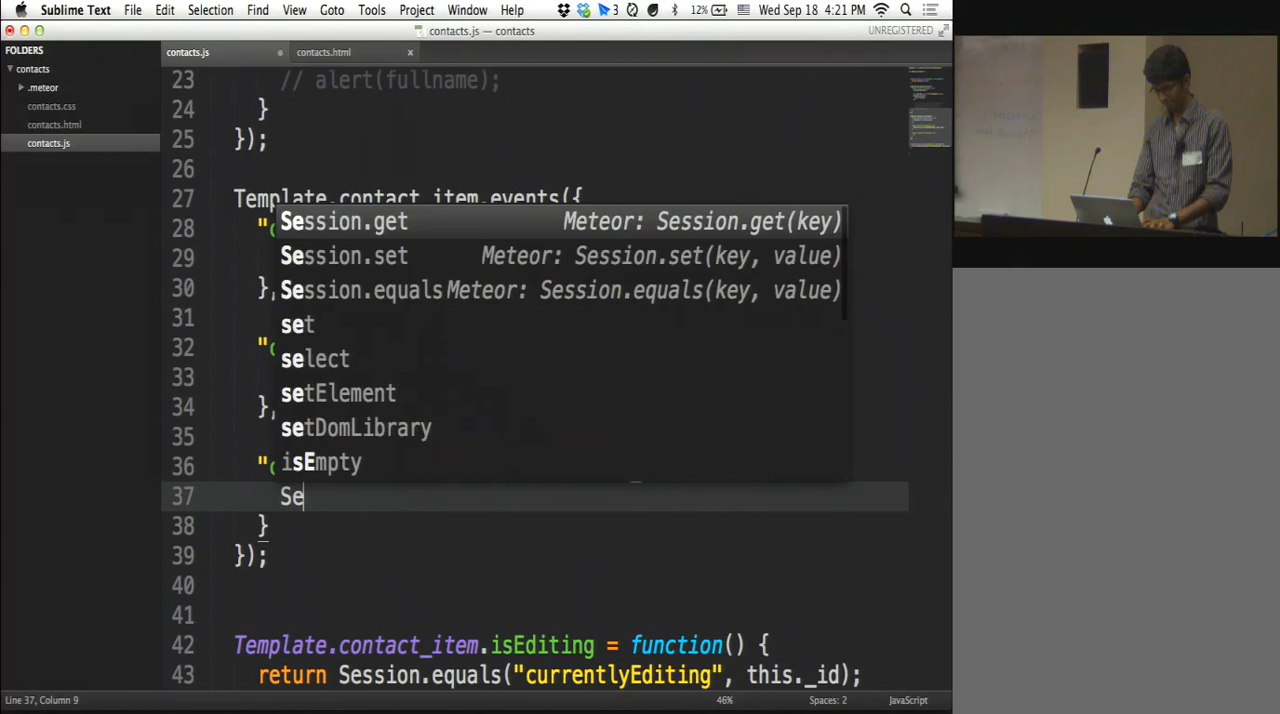 Sublime Text File Edit Selection Find View Goto Tools Project Window Help 3 12% Wed Sep 18 4:21 PM
contacts.js — contacts UNREGISTERED
FOLDERS
contacts
.meteor
contacts.css
contacts.html
contacts.js
contacts.js contacts.html
23 // alert(fullname);
24 }
25 });
26
27 Template.contact_item.events({
28 "c
29
30 },
31
32 "c
33
34 },
35
36 "c
37 Se
38 }
39 });
40
41
42 Template.contact_item.isEditing = function() {
43 return Session.equals("currentlyEditing", this._id);
Session.get Meteor: Session.get(key)
Session.set Meteor: Session.set(key, value)
Session.equals Meteor: Session.equals(key, value)
set
select
setElement
setDomLibrary
isEmpty
Line 37, Column 9 46% Spaces: 2 JavaScript